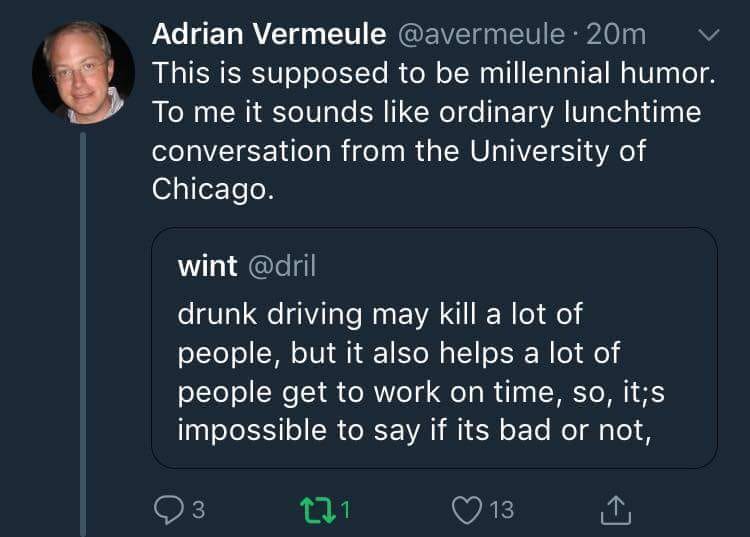 Adrian Vermeule @avermeule · 20m
This is supposed to be millennial humor.
To me it sounds like ordinary lunchtime
conversation from the University of
Chicago.
wint @dril
drunk driving may kill a lot of
people, but it also helps a lot of
people get to work on time, so, it;s
impossible to say if its bad or not,
3 1 13